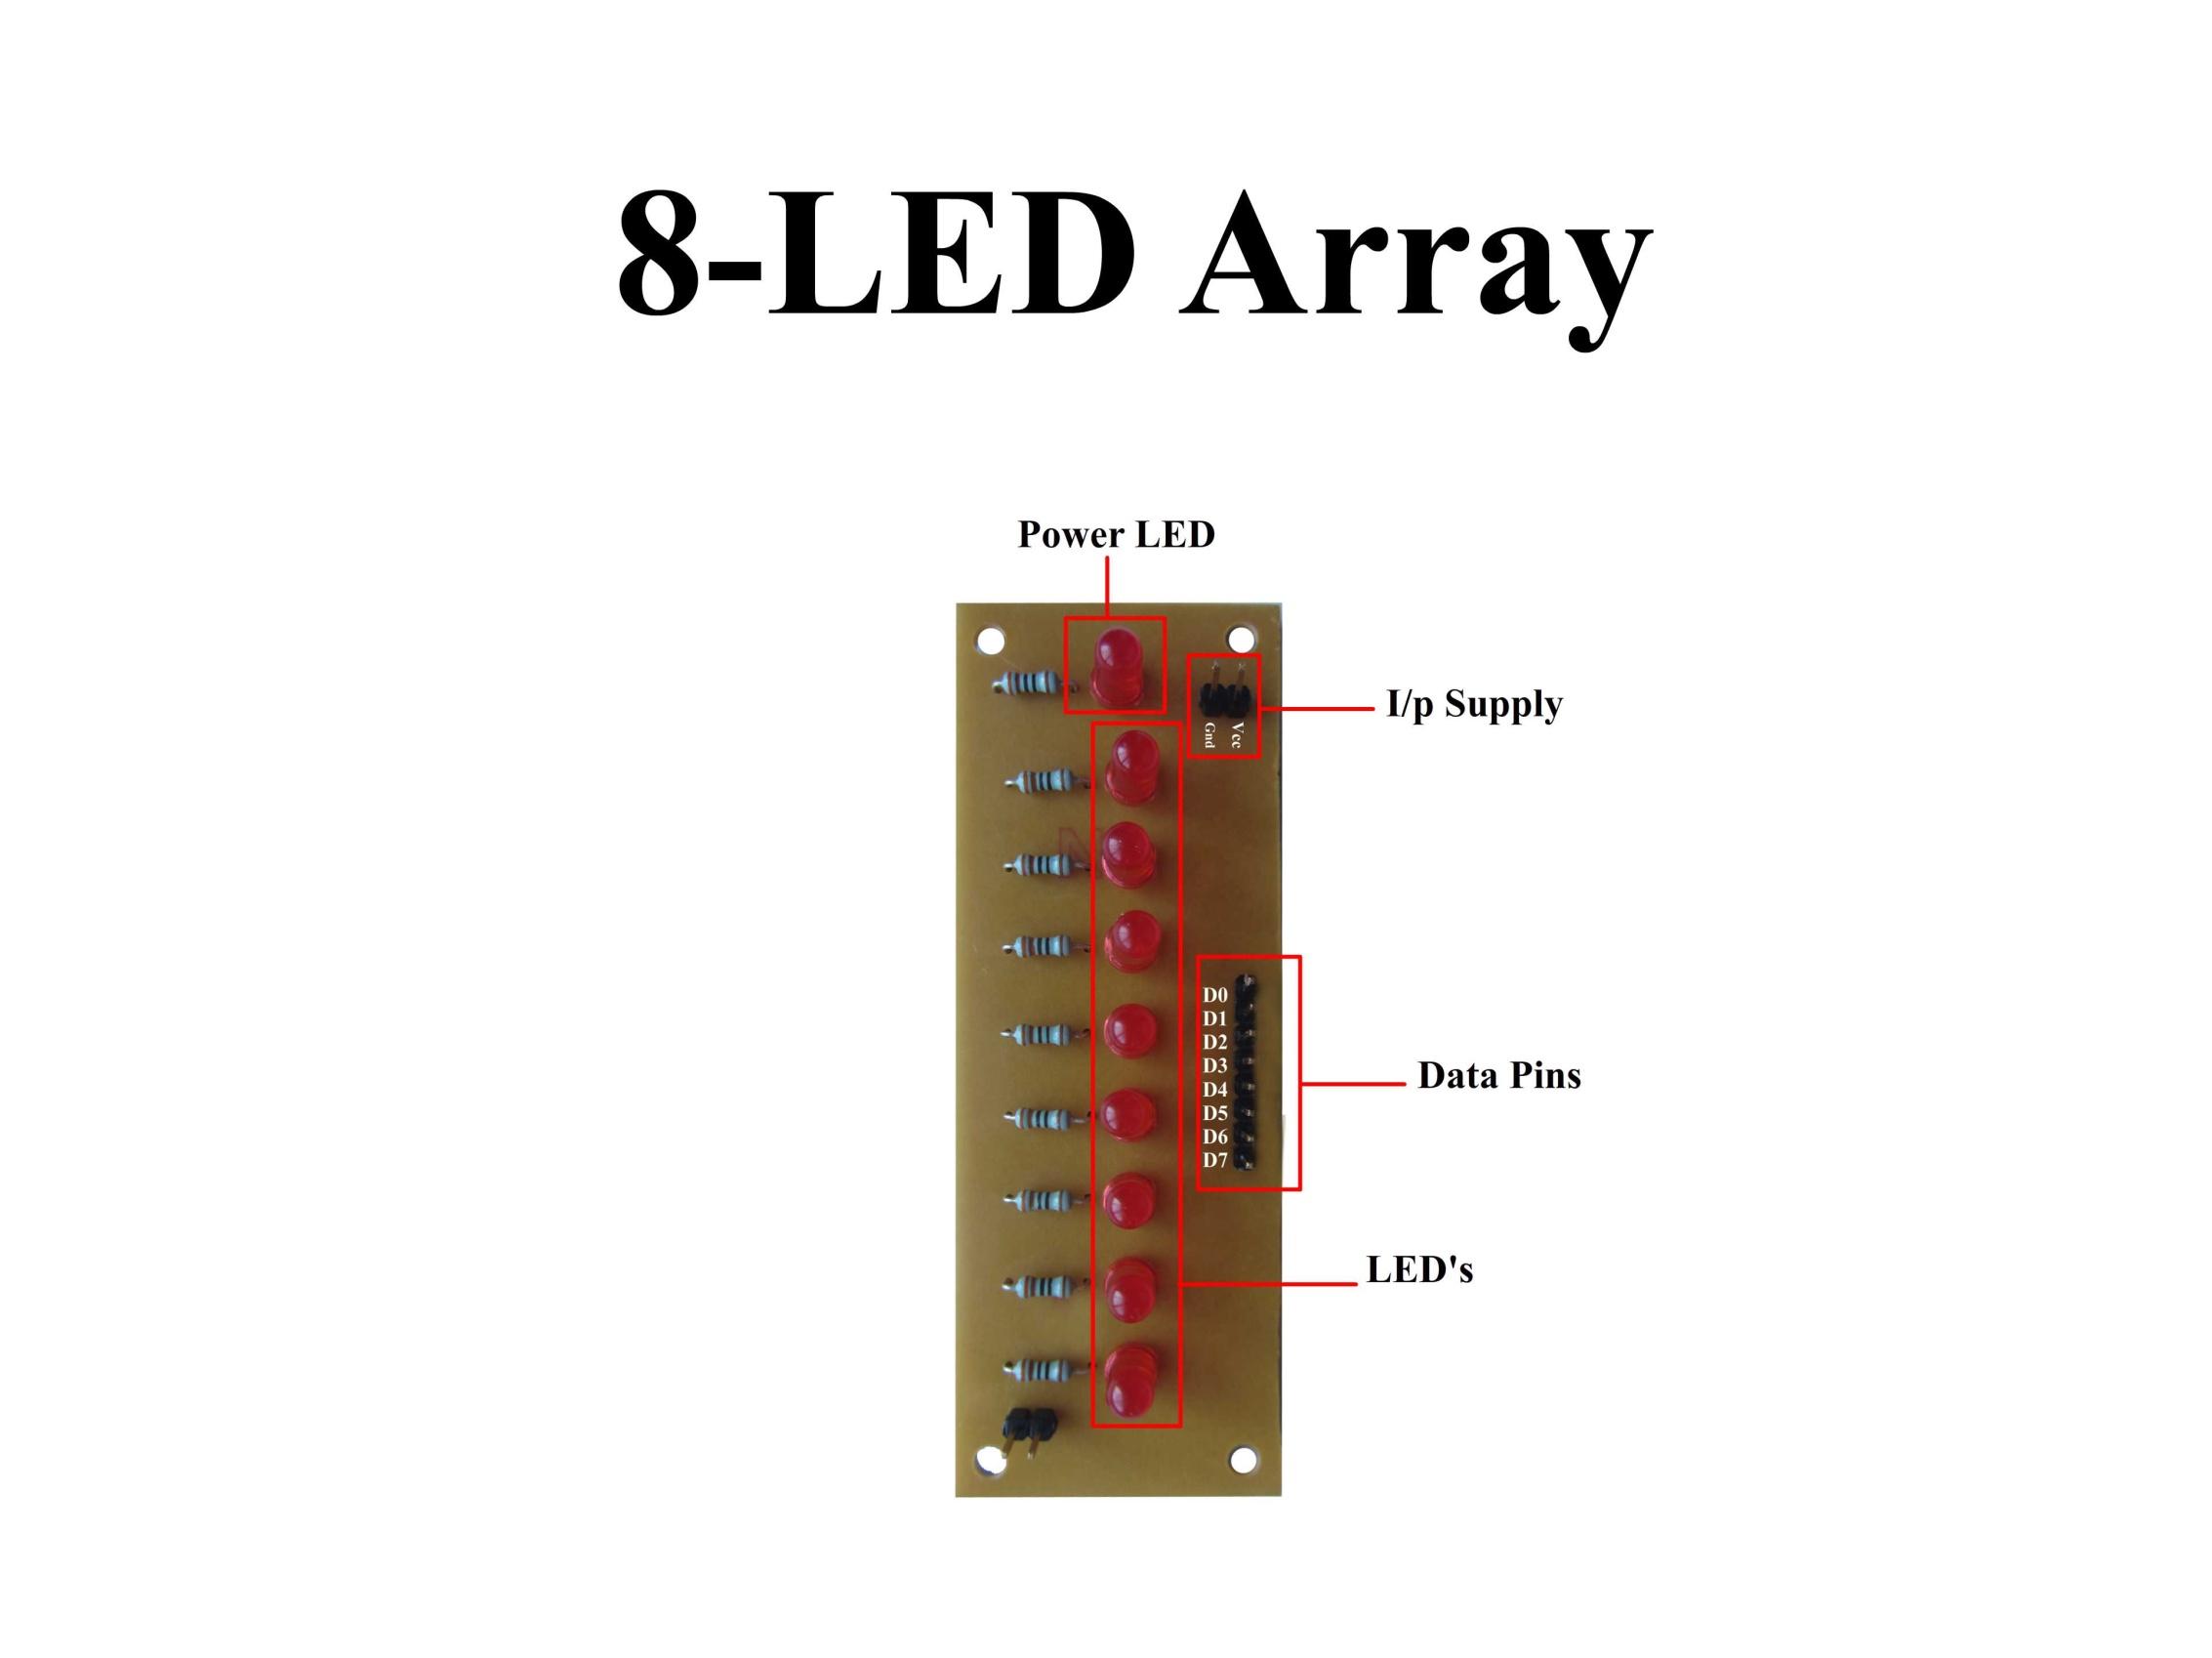 8-LED Array
Power LED
I/p Supply
Gnd
Vcc
D0
D1
D2
D3
D4
D5
D6
D7
Data Pins
LED's